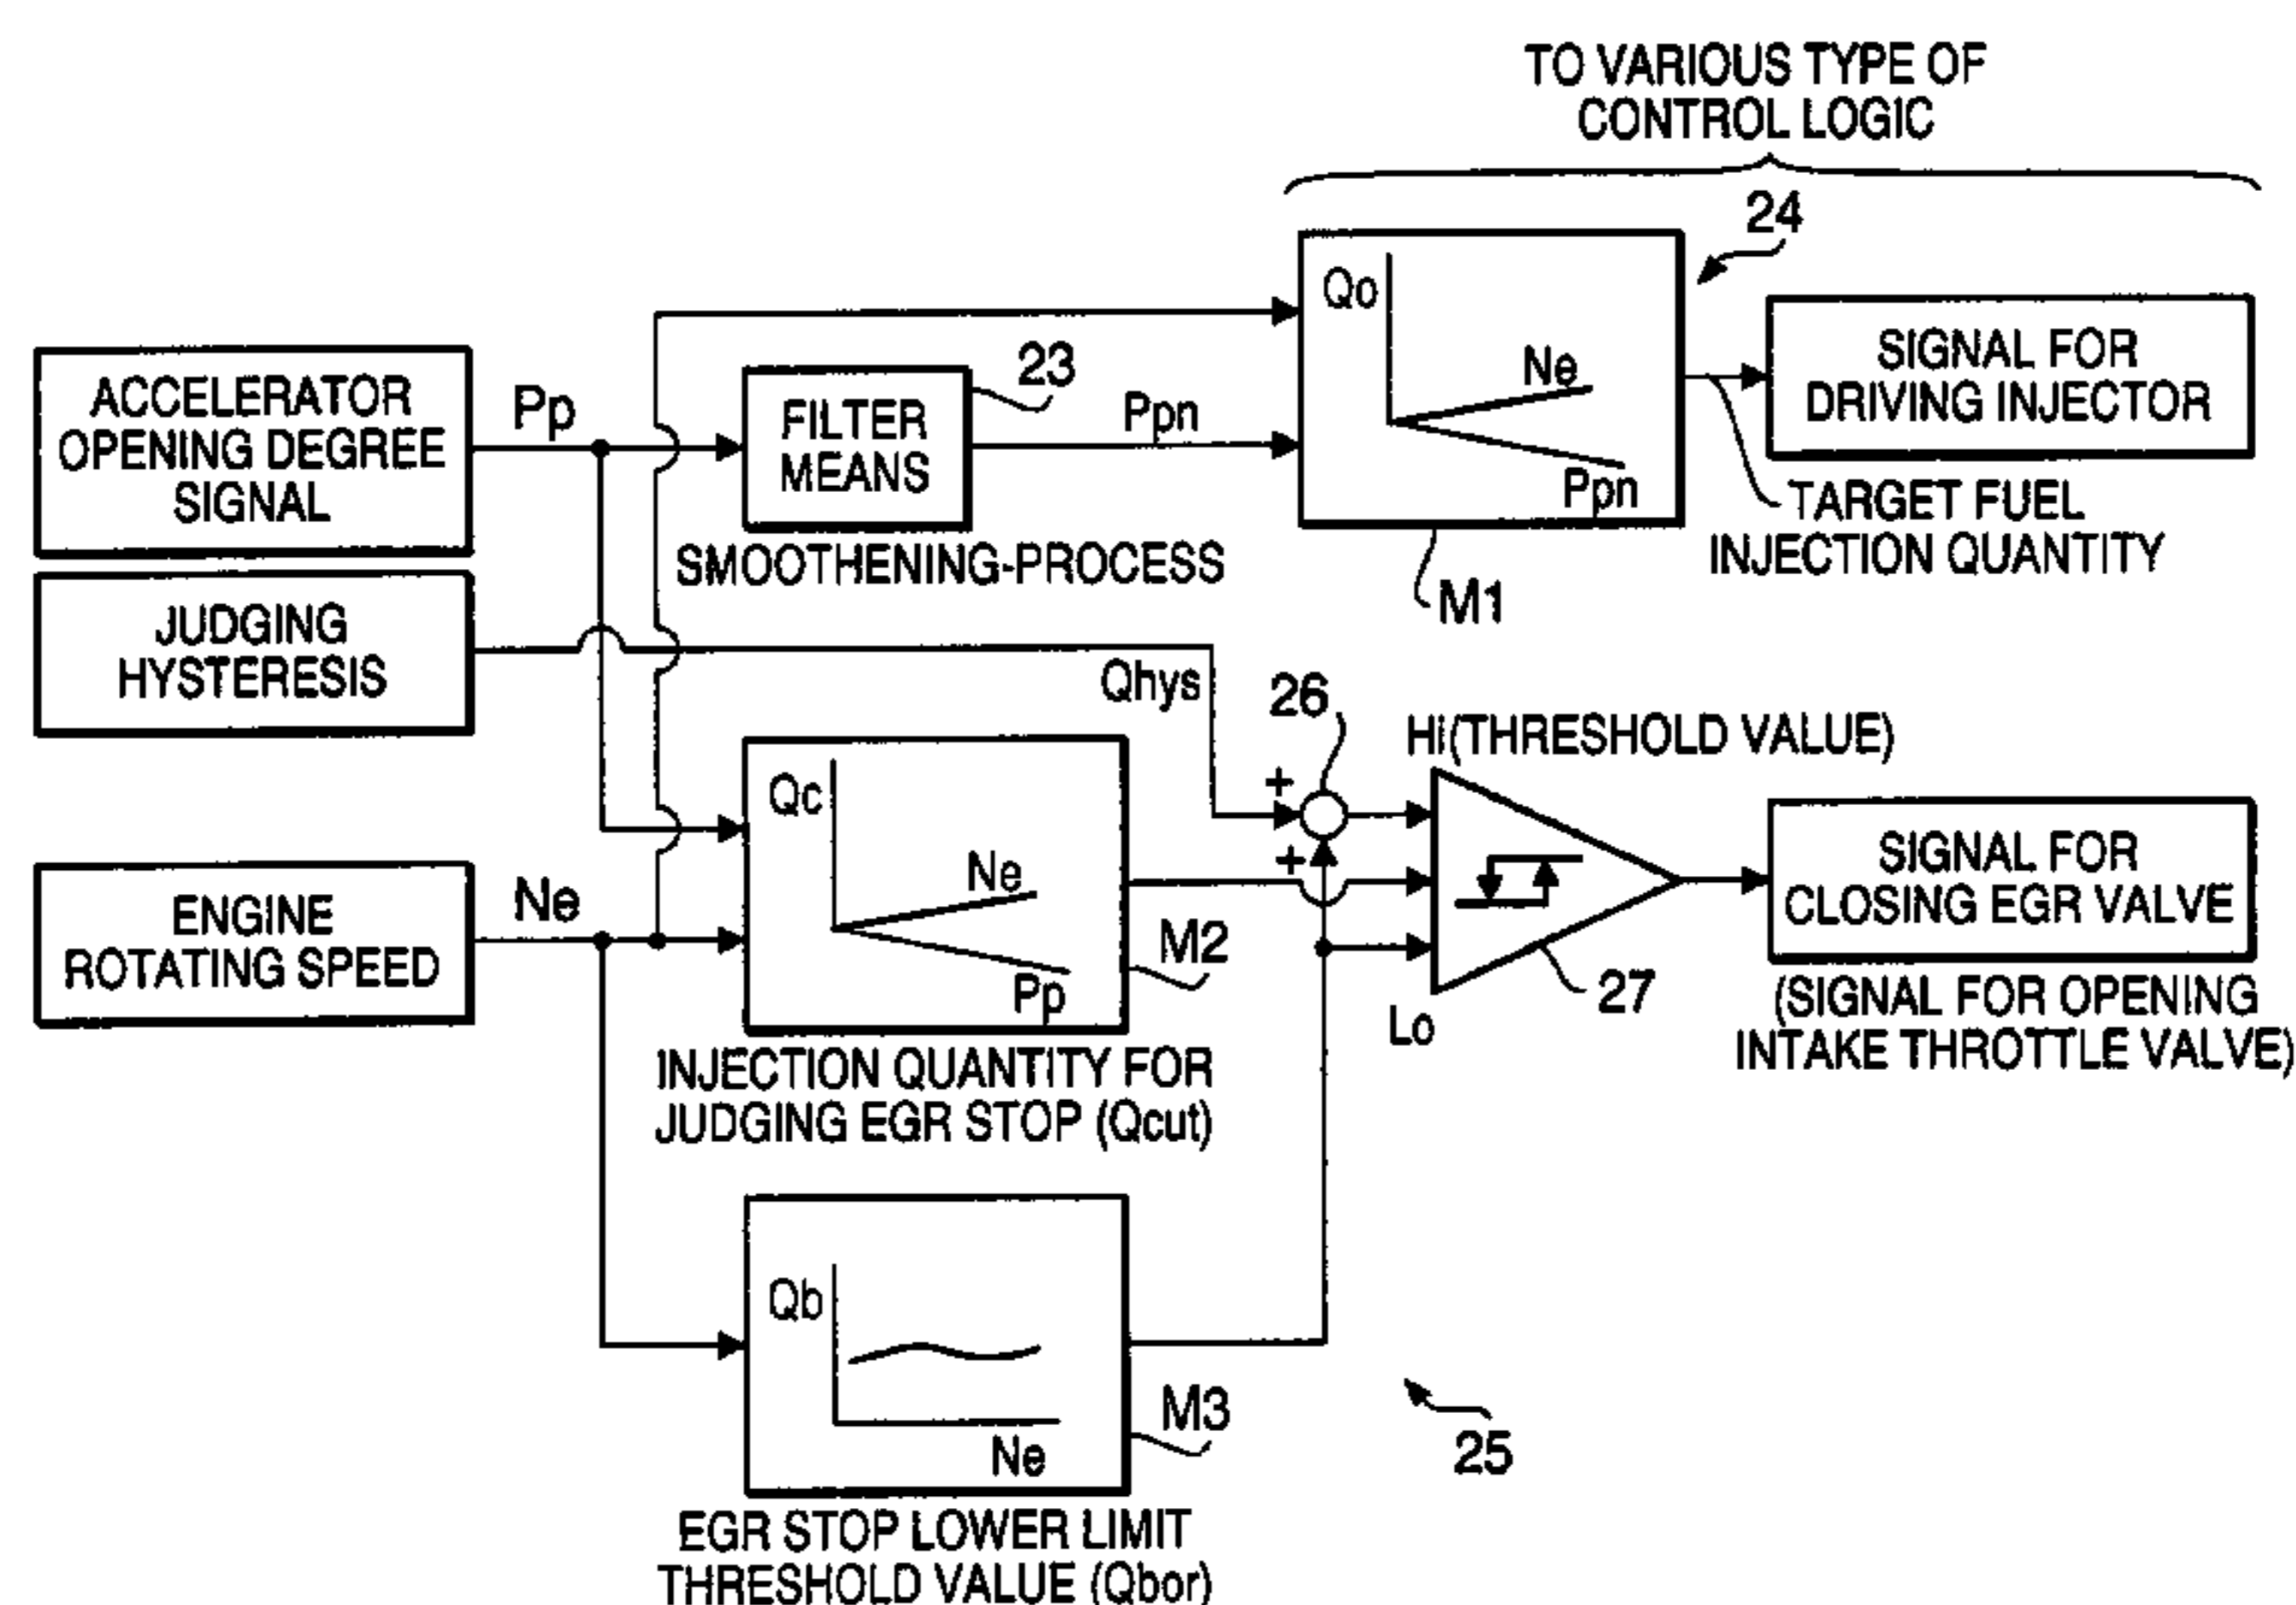 TO VARIOUS TYPE OF
CONTROL LOGIC
24
Qo
Ne
Ppn
M1
SIGNAL FOR
DRIVING INJECTOR
TARGET FUEL
INJECTION QUANTITY
ACCELERATOR
OPENING DEGREE
SIGNAL
Pp
FILTER
MEANS
23
Ppn
SMOOTHENING-PROCESS
JUDGING
HYSTERESIS
Qhys
26
+
+
Hi(THRESHOLD VALUE)
Lo
27
ENGINE
ROTATING SPEED
Ne
Qc
Ne
Pp
M2
INJECTION QUANTITY FOR
JUDGING EGR STOP (Qcut)
SIGNAL FOR
CLOSING EGR VALVE
(SIGNAL FOR OPENING
INTAKE THROTTLE VALVE)
Qb
Ne
M3
EGR STOP LOWER LIMIT
THRESHOLD VALUE (Qbor)
25